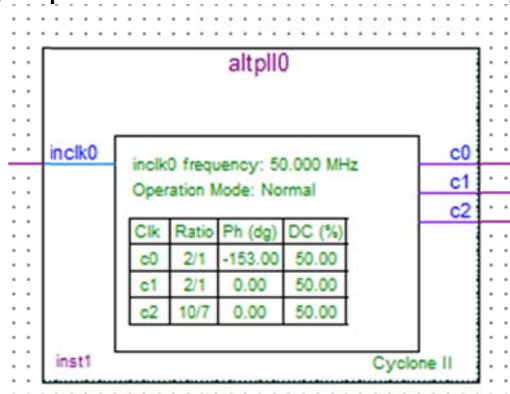 altpll0
inclk0
inclk0 frequency: 50.000 MHz
Operation Mode: Normal
Clk Ratio Ph (dg) DC (%)
c0 2/1 -153.00 50.00
c1 2/1 0.00 50.00
c2 10/7 0.00 50.00
c0
c1
c2
inst1
Cyclone II